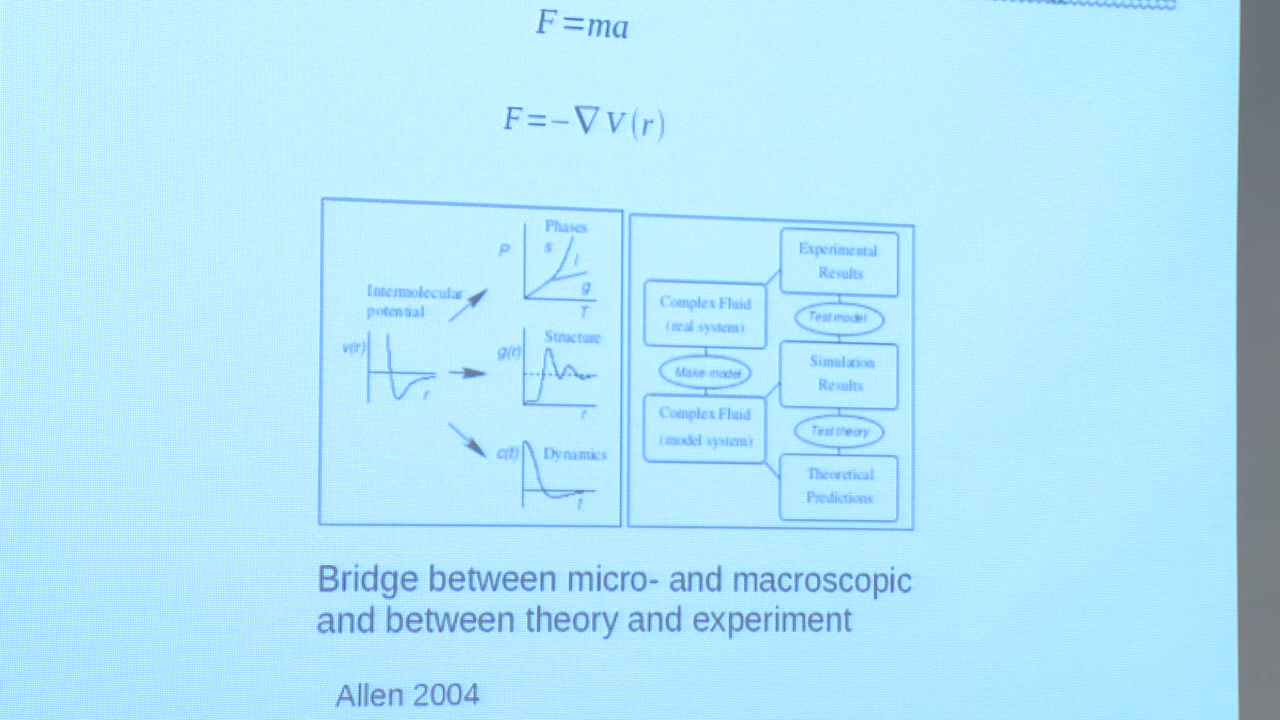 F=ma
F=−∇V(r)
Intermolecular
potential
v(r)
r
Phases
P
s
l
g
T
Structure
g(r)
r
c(t)
Dynamics
t
Experimental
Results
Complex Fluid
(real system)
Test model
Make model
Simulation
Results
Complex Fluid
(model system)
Test theory
Theoretical
Predictions
Bridge between micro- and macroscopic
and between theory and experiment
Allen 2004